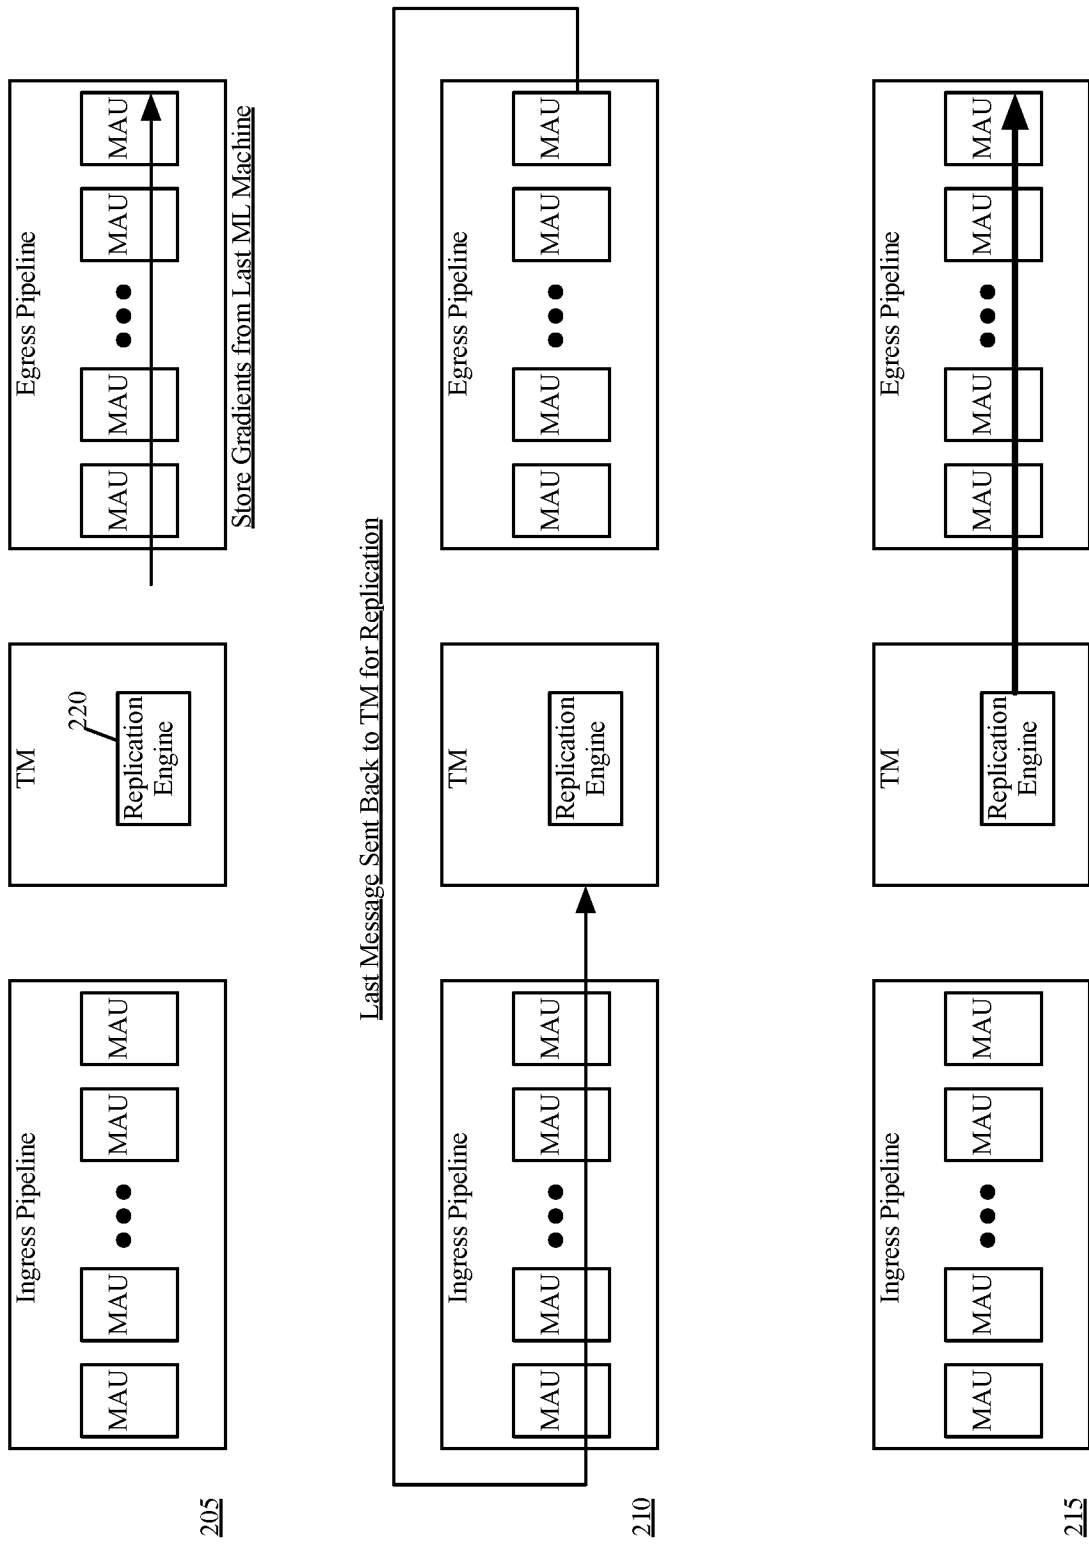 Ingress Pipeline
MAU
MAU
MAU
MAU
TM
220
Replication
Engine
Egress Pipeline
MAU
MAU
MAU
MAU
205
Store Gradients from Last ML Machine
Last Message Sent Back to TM for Replication
Ingress Pipeline
MAU
MAU
MAU
MAU
TM
Replication
Engine
Egress Pipeline
MAU
MAU
MAU
MAU
210
Ingress Pipeline
MAU
MAU
MAU
MAU
TM
Replication
Engine
Egress Pipeline
MAU
MAU
MAU
MAU
215